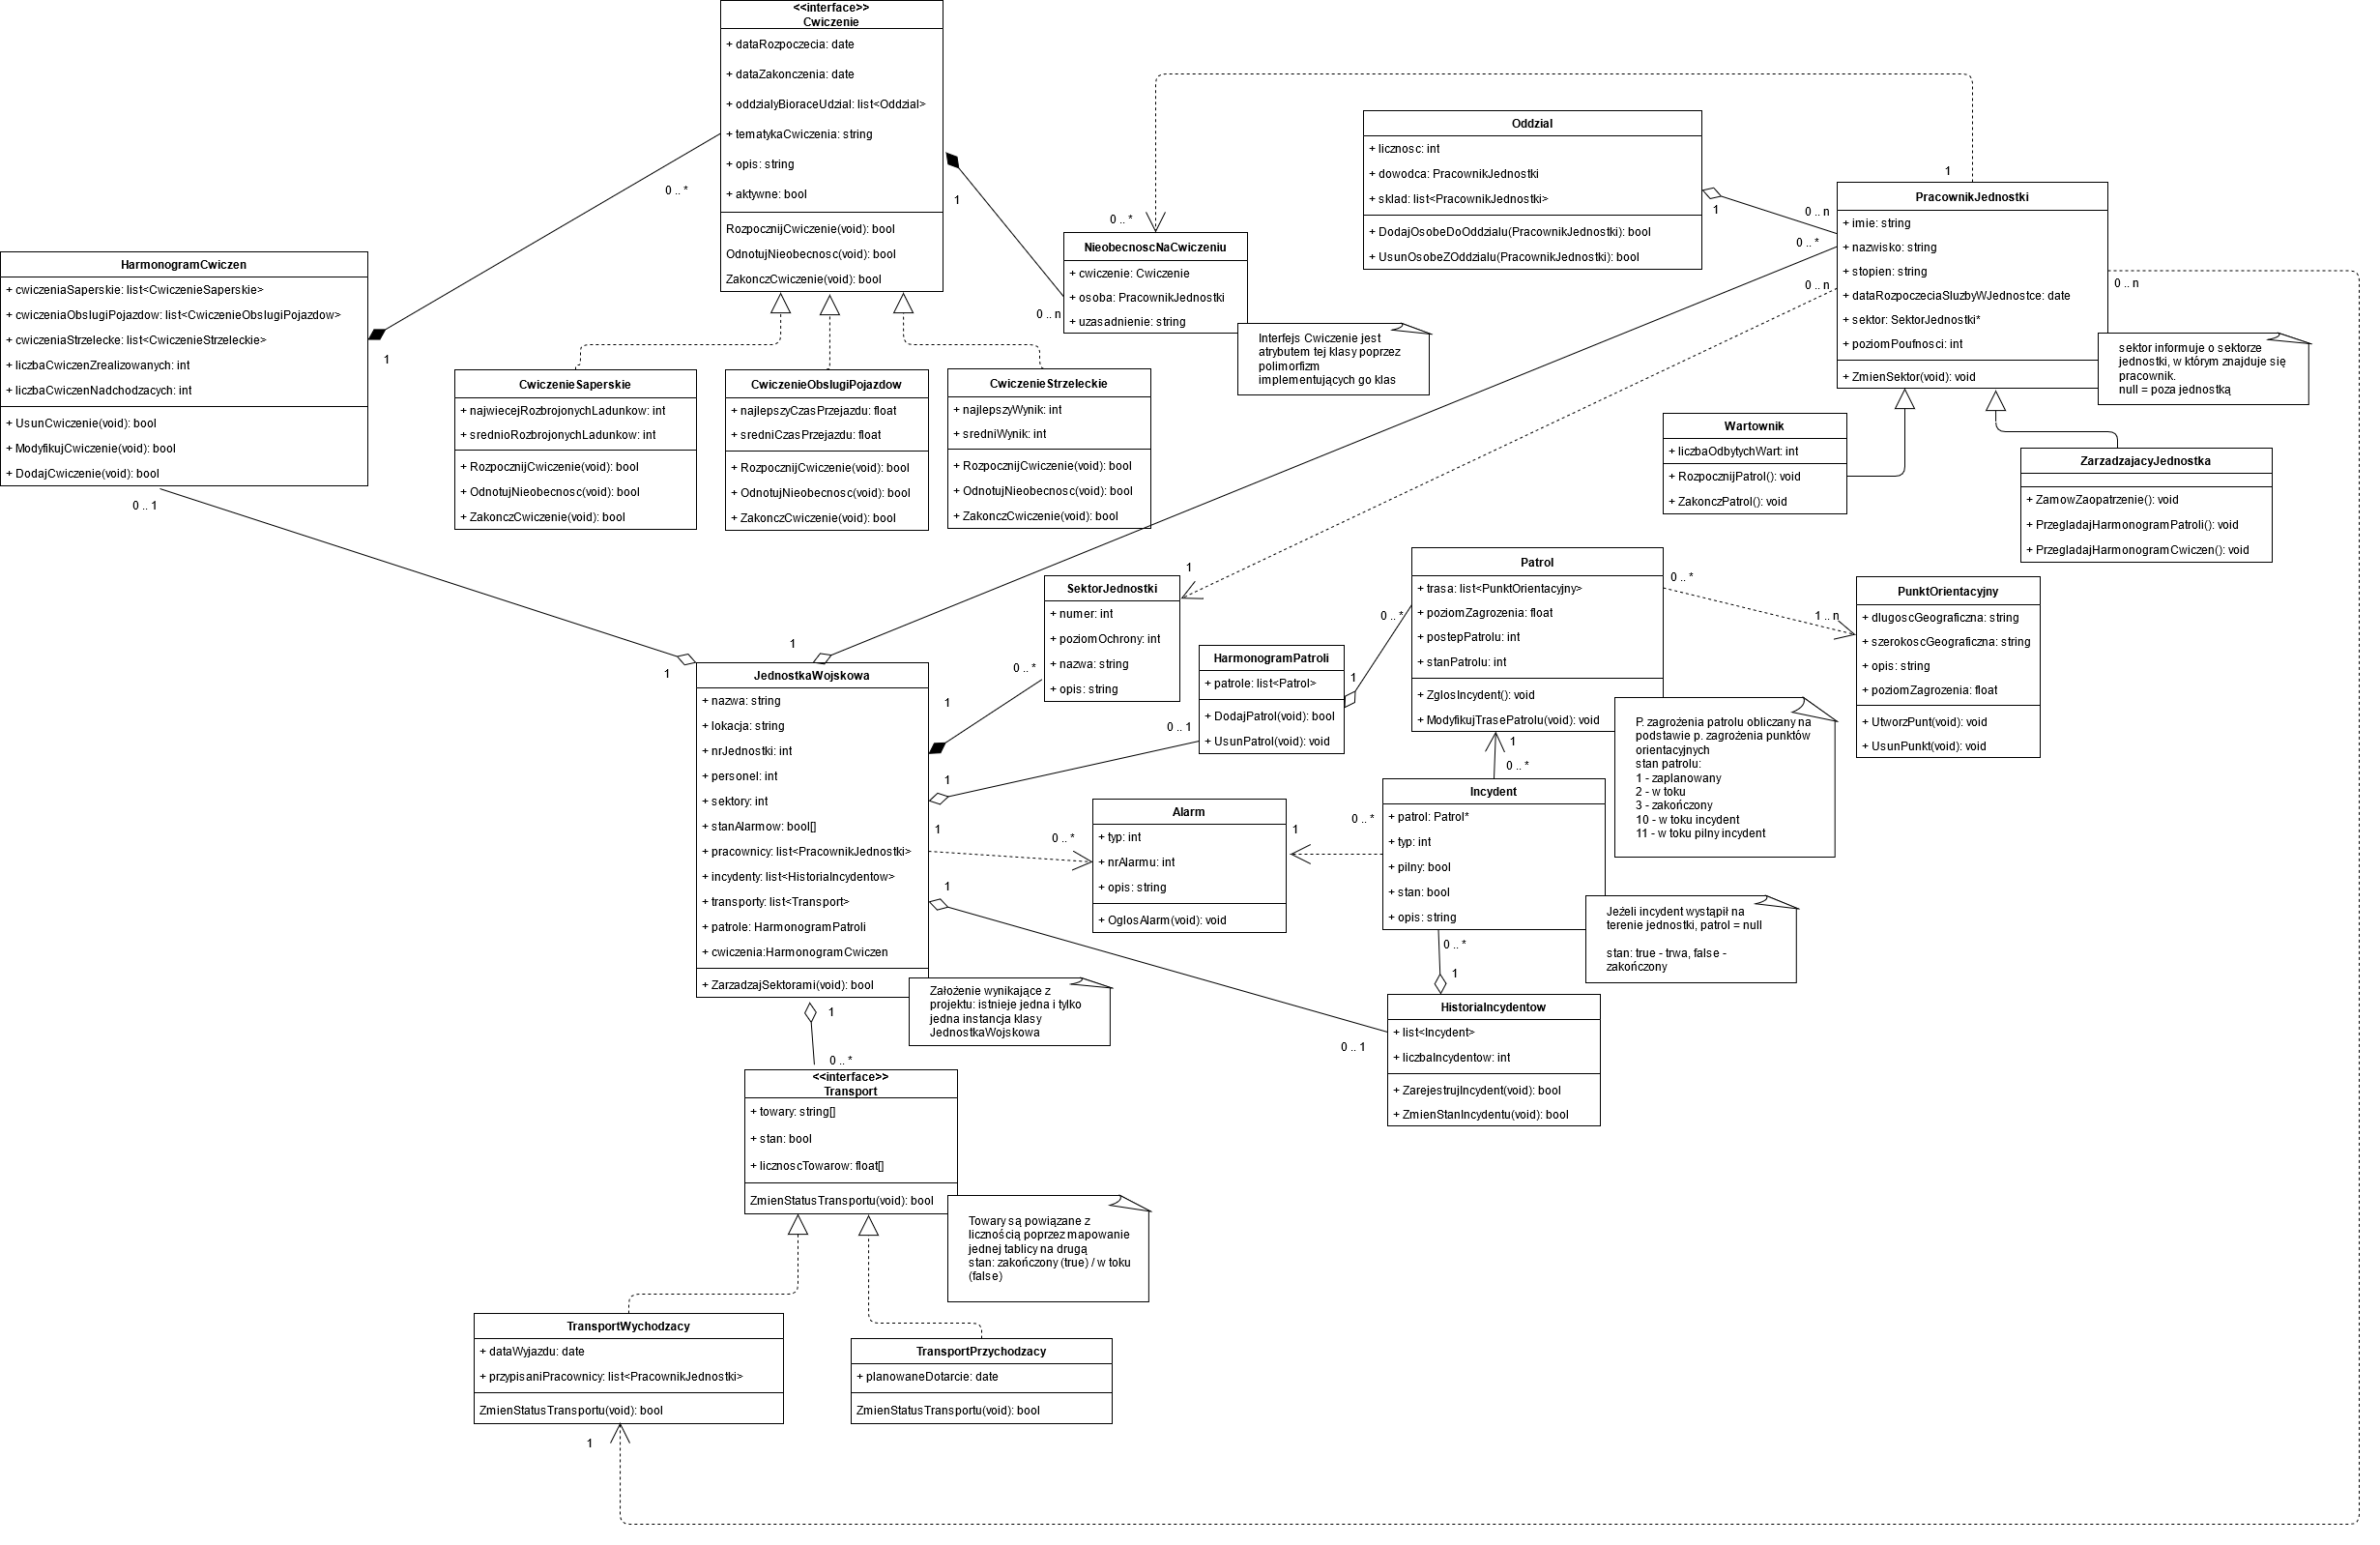 <<interface>>
Cwiczenie
+ dataRozpoczecia: date
+ dataZakonczenia: date
+ oddzialyBioraceUdzial: list<Oddzial>
+ tematykaCwiczenia: string
+ opis: string
+ aktywne: bool
RozpocznijCwiczenie(void): bool
OdnotujNieobecnosc(void): bool
ZakonczCwiczenie(void): bool
0 .. *
1
HarmonogramCwiczen
+ cwiczeniaSaperskie: list<CwiczenieSaperskie>
+ cwiczeniaObslugiPojazdow: list<CwiczenieObslugiPojazdow>
+ cwiczeniaStrzelecke: list<CwiczenieStrzeleckie>
+ liczbaCwiczenZrealizowanych: int
+ liczbaCwiczenNadchodzacych: int
+ UsunCwiczenie(void): bool
+ ModyfikujCwiczenie(void): bool
+ DodajCwiczenie(void): bool
1
0 .. 1
NieobecnoscNaCwiczeniu
+ cwiczenie: Cwiczenie
+ osoba: PracownikJednostki
+ uzasadnienie: string
0 .. *
0 .. n
Interfejs Cwiczenie jest
atrybutem tej klasy poprzez
polimorfizm
implementujących go klas
Oddzial
+ licznosc: int
+ dowodca: PracownikJednostki
+ sklad: list<PracownikJednostki>
+ DodajOsobeDoOddzialu(PracownikJednostki): bool
+ UsunOsobeZOddzialu(PracownikJednostki): bool
1
0 .. n
0 .. *
0 .. n
1
PracownikJednostki
+ imie: string
+ nazwisko: string
+ stopien: string
+ dataRozpoczeciaSluzbyWJednostce: date
+ sektor: SektorJednostki*
+ poziomPoufnosci: int
+ ZmienSektor(void): void
0 .. n
sektor informuje o sektorze
jednostki, w którym znajduje się
pracownik.
null = poza jednostką
CwiczenieSaperskie
+ najwiecejRozbrojonychLadunkow: int
+ srednioRozbrojonychLadunkow: int
+ RozpocznijCwiczenie(void): bool
+ OdnotujNieobecnosc(void): bool
+ ZakonczCwiczenie(void): bool
CwiczenieObslugiPojazdow
+ najlepszyCzasPrzejazdu: float
+ sredniCzasPrzejazdu: float
+ RozpocznijCwiczenie(void): bool
+ OdnotujNieobecnosc(void): bool
+ ZakonczCwiczenie(void): bool
CwiczenieStrzeleckie
+ najlepszyWynik: int
+ sredniWynik: int
+ RozpocznijCwiczenie(void): bool
+ OdnotujNieobecnosc(void): bool
+ ZakonczCwiczenie(void): bool
Wartownik
+ liczbaOdbytychWart: int
+ RozpocznijPatrol(): void
+ ZakonczPatrol(): void
ZarzadzajacyJednostka
+ ZamowZaopatrzenie(): void
+ PrzegladajHarmonogramPatroli(): void
+ PrzegladajHarmonogramCwiczen(): void
1
SektorJednostki
+ numer: int
+ poziomOchrony: int
+ nazwa: string
+ opis: string
0 .. *
HarmonogramPatroli
+ patrole: list<Patrol>
+ DodajPatrol(void): bool
+ UsunPatrol(void): void
1
0 .. 1
Patrol
+ trasa: list<PunktOrientacyjny>
+ poziomZagrozenia: float
+ postepPatrolu: int
+ stanPatrolu: int
+ ZglosIncydent(): void
+ ModyfikujTrasePatrolu(void): void
0 .. *
0 .. *
1 .. n
1
PunktOrientacyjny
+ dlugoscGeograficzna: string
+ szerokoscGeograficzna: string
+ opis: string
+ poziomZagrozenia: float
+ UtworzPunt(void): void
+ UsunPunkt(void): void
P. zagrożenia patrolu obliczany na
podstawie p. zagrożenia punktów
orientacyjnych
stan patrolu:
1 - zaplanowany
2 - w toku
3 - zakończony
10 - w toku incydent
11 - w toku pilny incydent
1
1
JednostkaWojskowa
+ nazwa: string
+ lokacja: string
+ nrJednostki: int
+ personel: int
+ sektory: int
+ stanAlarmow: bool[]
+ pracownicy: list<PracownikJednostki>
+ incydenty: list<HistoriaIncydentow>
+ transporty: list<Transport>
+ patrole: HarmonogramPatroli
+ cwiczenia:HarmonogramCwiczen
+ ZarzadzajSektorami(void): bool
1
1
1
1
1
Założenie wynikające z
projektu: istnieje jedna i tylko
jedna instancja klasy
JednostkaWojskowa
0 .. *
Alarm
+ typ: int
+ nrAlarmu: int
+ opis: string
+ OglosAlarm(void): void
1
0 .. *
0 .. *
Incydent
+ patrol: Patrol*
+ typ: int
+ pilny: bool
+ stan: bool
+ opis: string
0 .. *
1
Jeżeli incydent wystąpił na
terenie jednostki, patrol = null
stan: true - trwa, false -
zakończony
HistoriaIncydentow
+ list<Incydent>
+ liczbaIncydentow: int
+ ZarejestrujIncydent(void): bool
+ ZmienStanIncydentu(void): bool
0 .. 1
0 .. *
<<interface>>
Transport
+ towary: string[]
+ stan: bool
+ licznoscTowarow: float[]
ZmienStatusTransportu(void): bool
Towary są powiązane z
licznością poprzez mapowanie
jednej tablicy na drugą
stan: zakończony (true) / w toku
(false)
TransportWychodzacy
+ dataWyjazdu: date
+ przypisaniPracownicy: list<PracownikJednostki>
ZmienStatusTransportu(void): bool
1
TransportPrzychodzacy
+ planowaneDotarcie: date
ZmienStatusTransportu(void): bool